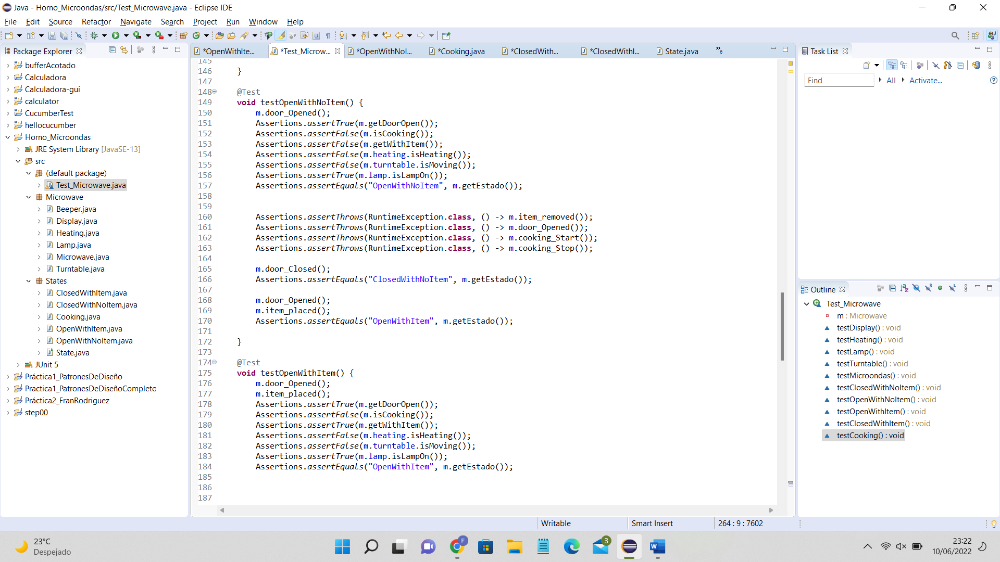 Java - Horno_Microondas/src/Test_Microwave.java - Eclipse IDE
File Edit Source Refactor Navigate Search Project Run Window Help
Package Explorer
bufferAcotado
Calculadora
Calculadora-gui
calculator
CucumberTest
hellocucumber
Horno_Microondas
JRE System Library [JavaSE-13]
src
(default package)
Test_Microwave.java
Microwave
Beeper.java
Display.java
Heating.java
Lamp.java
Microwave.java
Turntable.java
States
ClosedWithItem.java
ClosedWithNoItem.java
Cooking.java
OpenWithItem.java
OpenWithNoItem.java
State.java
JUnit 5
Práctica1_PatronesDeDiseño
Practica1_PatronesDeDiseñoCompleto
Práctica2_FranRodriguez
step00
*OpenWithIte... *Test_Microw... *OpenWithNoI... *Cooking.java *ClosedWith... *ClosedWithI... State.java »6
145
146 }
147
148 @Test
149 void testOpenWithNoItem() {
150 m.door_Opened();
151 Assertions.assertTrue(m.getDoorOpen());
152 Assertions.assertFalse(m.isCooking());
153 Assertions.assertFalse(m.getWithItem());
154 Assertions.assertFalse(m.heating.isHeating());
155 Assertions.assertFalse(m.turntable.isMoving());
156 Assertions.assertTrue(m.lamp.isLampOn());
157 Assertions.assertEquals("OpenWithNoItem", m.getEstado());
158
159
160 Assertions.assertThrows(RuntimeException.class, () -> m.item_removed());
161 Assertions.assertThrows(RuntimeException.class, () -> m.door_Opened());
162 Assertions.assertThrows(RuntimeException.class, () -> m.cooking_Start());
163 Assertions.assertThrows(RuntimeException.class, () -> m.cooking_Stop());
164
165 m.door_Closed();
166 Assertions.assertEquals("ClosedWithNoItem", m.getEstado());
167
168 m.door_Opened();
169 m.item_placed();
170 Assertions.assertEquals("OpenWithItem", m.getEstado());
171
172 }
173
174 @Test
175 void testOpenWithItem() {
176 m.door_Opened();
177 m.item_placed();
178 Assertions.assertTrue(m.getDoorOpen());
179 Assertions.assertFalse(m.isCooking());
180 Assertions.assertTrue(m.getWithItem());
181 Assertions.assertFalse(m.heating.isHeating());
182 Assertions.assertFalse(m.turntable.isMoving());
183 Assertions.assertTrue(m.lamp.isLampOn());
184 Assertions.assertEquals("OpenWithItem", m.getEstado());
185
186
187
Task List
Find All Activate...
Outline
Test_Microwave
m : Microwave
testDisplay() : void
testHeating() : void
testLamp() : void
testTurntable() : void
testMicroondas() : void
testClosedWithNoItem() : void
testOpenWithNoItem() : void
testOpenWithItem() : void
testClosedWithItem() : void
testCooking() : void
Writable Smart Insert 264 : 9 : 7602
23°C
Despejado
F
3
23:22
10/06/2022